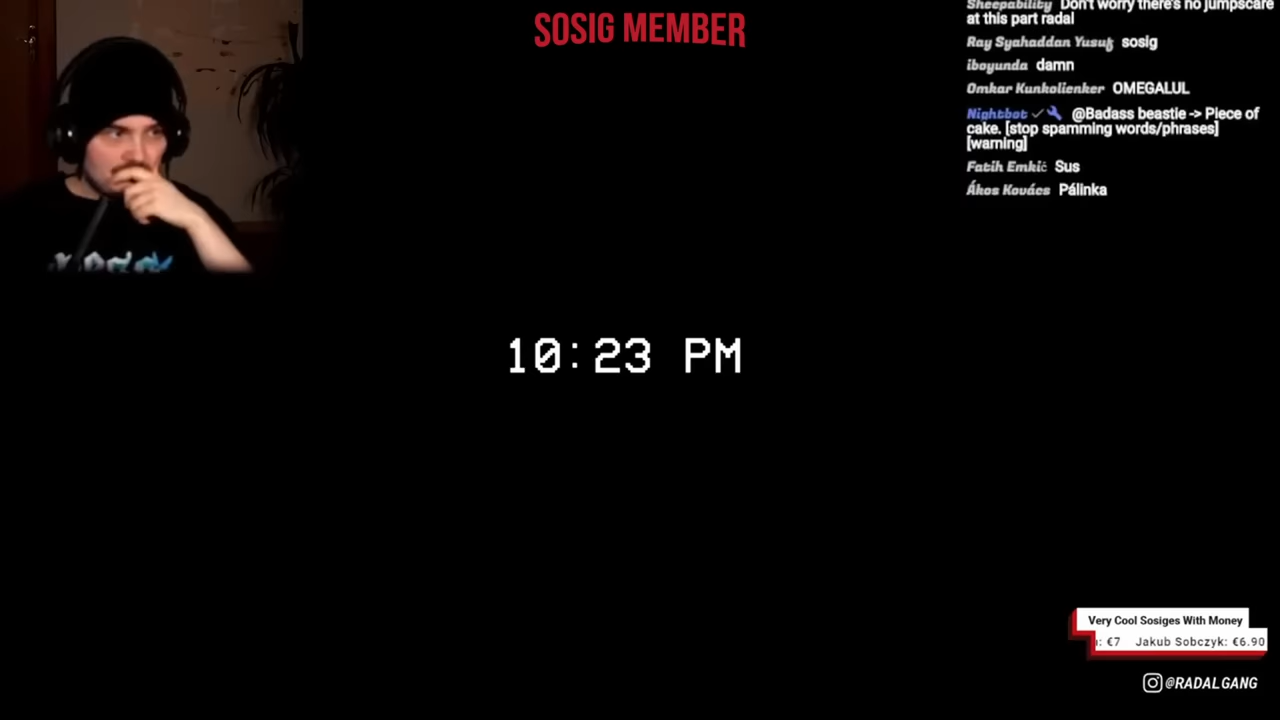 SOSIG MEMBER
Sheepability Don't worry there's no jumpscare
at this part radal
Ray Syahaddan Yusuf sosig
iboyunda damn
Omkar Kunkolienker OMEGALUL
Nightbot @Badass beastie -> Piece of
cake. [stop spamming words/phrases]
[warning]
Fatih Emkić Sus
Ákos Kovács Pálinka
10:23 PM
Very Cool Sosiges With Money
: €7 Jakub Sobczyk: €6.90
@RADALGANG